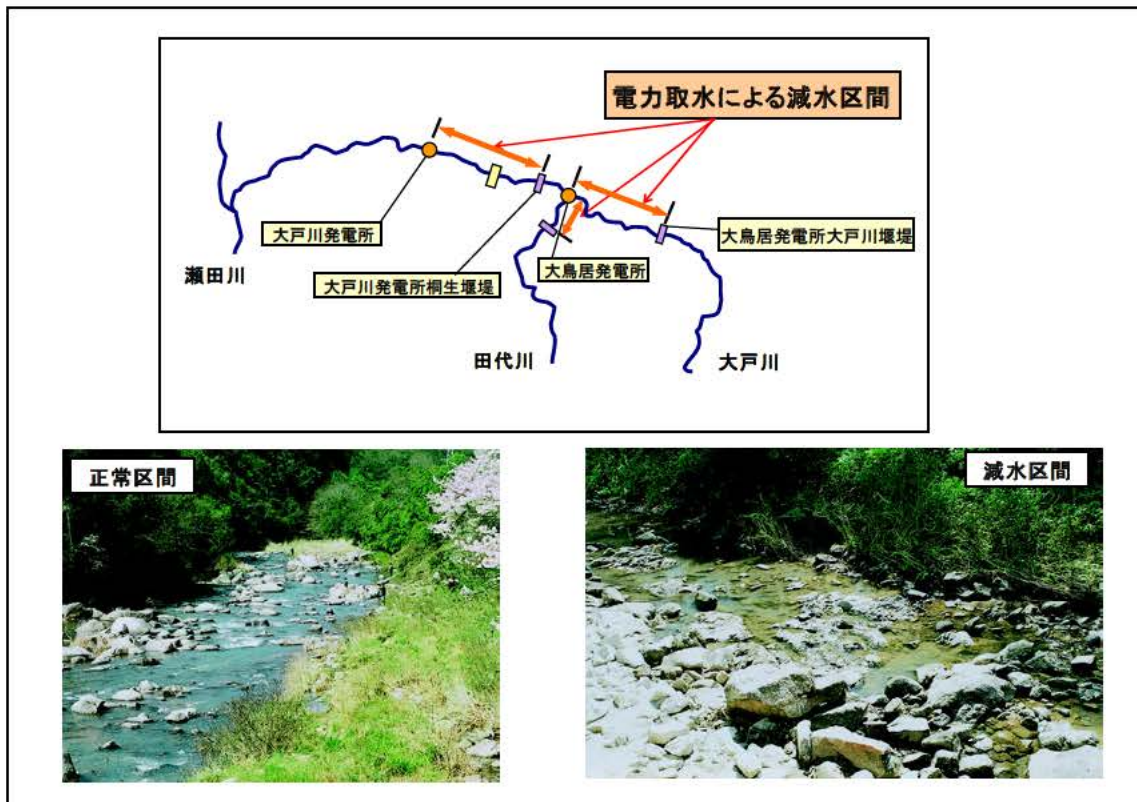 電力取水による減水区間
大戸川発電所
大鳥居発電所大戸川堰堤
瀬田川
大戸川発電所桐生堰堤
大鳥居発電所
田代川
大戸川
正常区間
減水区間